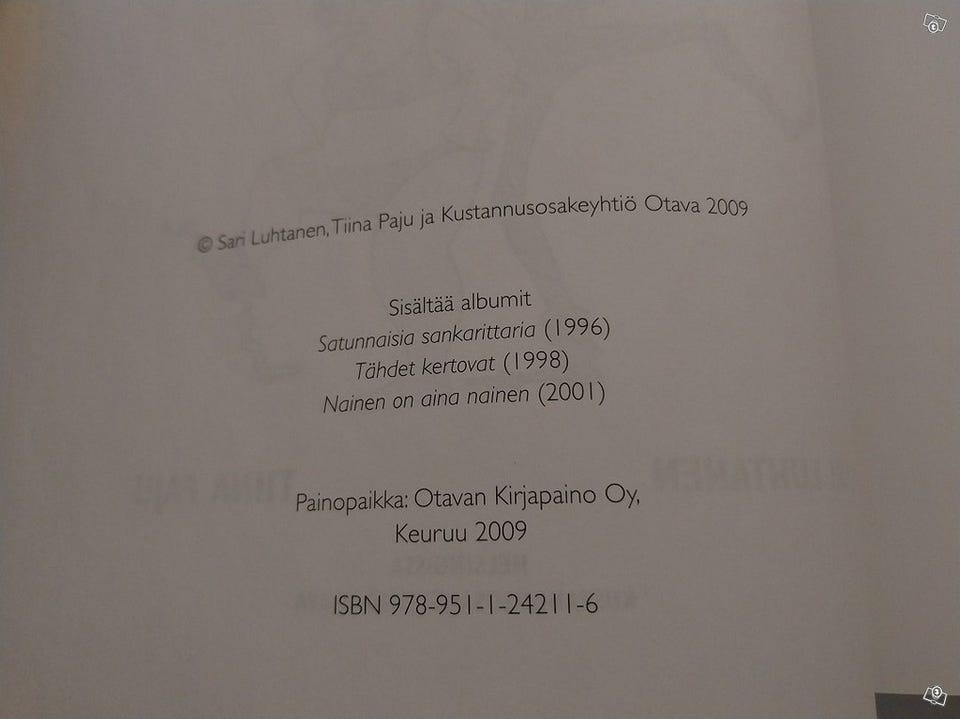 © Sari Luhtanen, Tiina Paju ja Kustannusosakeyhtiö Otava 2009
Sisältää albumit
Satunnaisia sankarittaria (1996)
Tähdet kertovat (1998)
Nainen on aina nainen (2001)
Painopaikka: Otavan Kirjapaino Oy,
Keuruu 2009
ISBN 978-951-1-24211-6